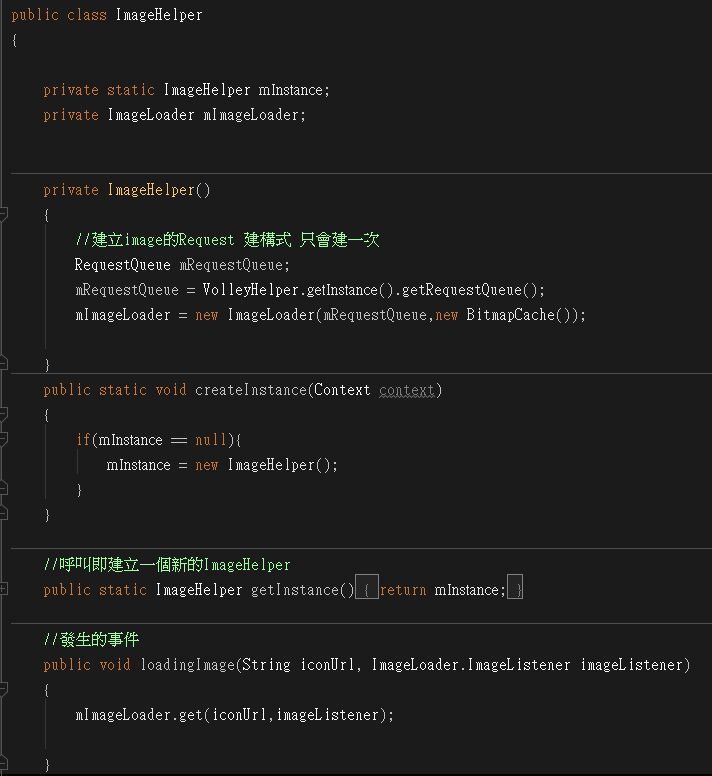 public class ImageHelper
{
private static ImageHelper mInstance;
private ImageLoader mImageLoader;
private ImageHelper()
{
//建立image的Request 建構式 只會建一次
RequestQueue mRequestQueue;
mRequestQueue = VolleyHelper.getInstance().getRequestQueue();
mImageLoader = new ImageLoader(mRequestQueue,new BitmapCache());
}
public static void createInstance(Context context)
{
if(mInstance == null){
mInstance = new ImageHelper();
}
}
//呼叫即建立一個新的ImageHelper
public static ImageHelper getInstance() { return mInstance; }
//發生的事件
public void loadingImage(String iconUrl, ImageLoader.ImageListener imageListener)
{
mImageLoader.get(iconUrl,imageListener);
}